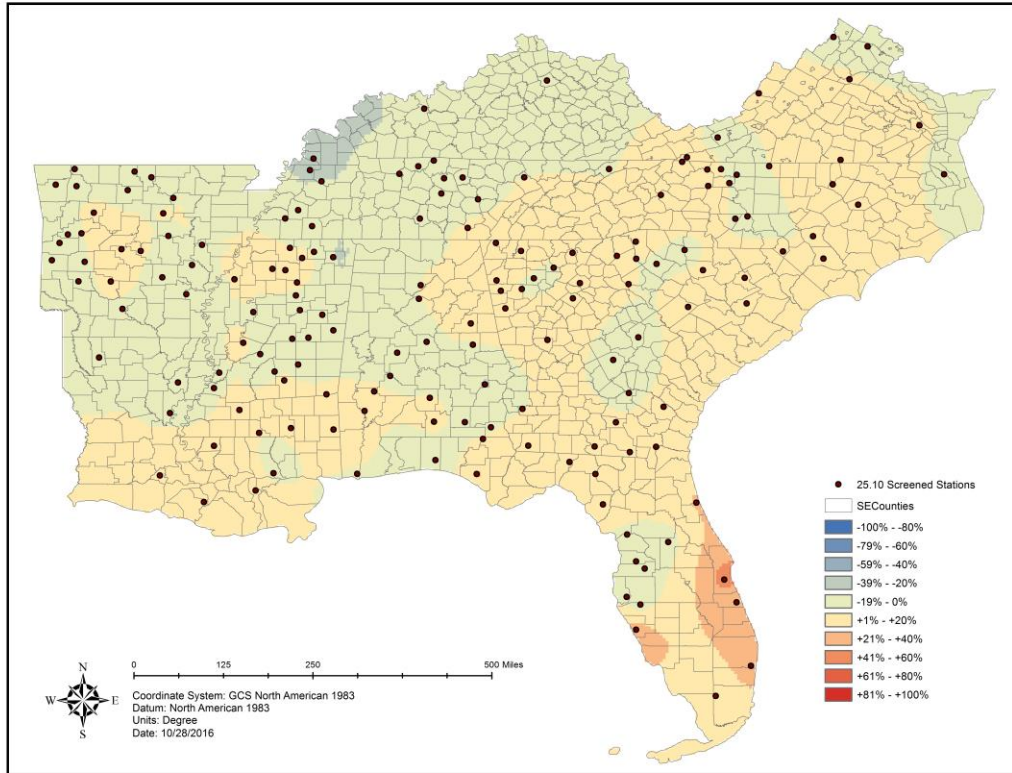 25.10 Screened Stations
SECounties
-100% - -80%
-79% - -60%
-59% - -40%
-39% - -20%
-19% - 0%
+1% - +20%
+21% - +40%
+41% - +60%
+61% - +80%
+81% - +100%
N
W E
S
0 125 250 500 Miles
Coordinate System: GCS North American 1983
Datum: North American 1983
Units: Degree
Date: 10/28/2016